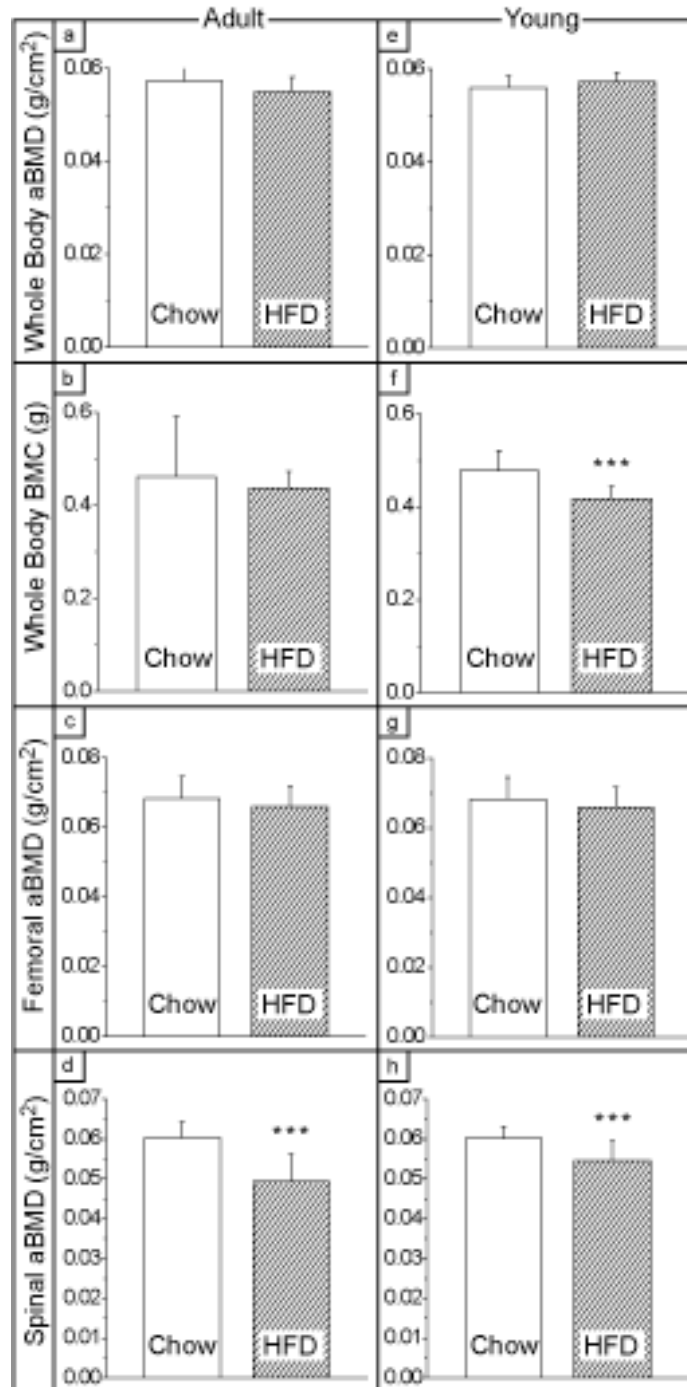 Adult
Young
a
Whole Body aBMD (g/cm²)
0.06
0.04
0.02
0.00
Chow
HFD
e
0.06
0.04
0.02
0.00
Chow
HFD
b
Whole Body BMC (g)
0.6
0.4
0.2
0.0
Chow
HFD
f
0.6
0.4
0.2
0.0
***
Chow
HFD
c
Femoral aBMD (g/cm²)
0.08
0.06
0.04
0.02
0.00
Chow
HFD
g
0.08
0.06
0.04
0.02
0.00
Chow
HFD
d
Spinal aBMD (g/cm²)
0.07
0.06
0.05
0.04
0.03
0.02
0.01
0.00
***
Chow
HFD
h
0.07
0.06
0.05
0.04
0.03
0.02
0.01
0.00
***
Chow
HFD